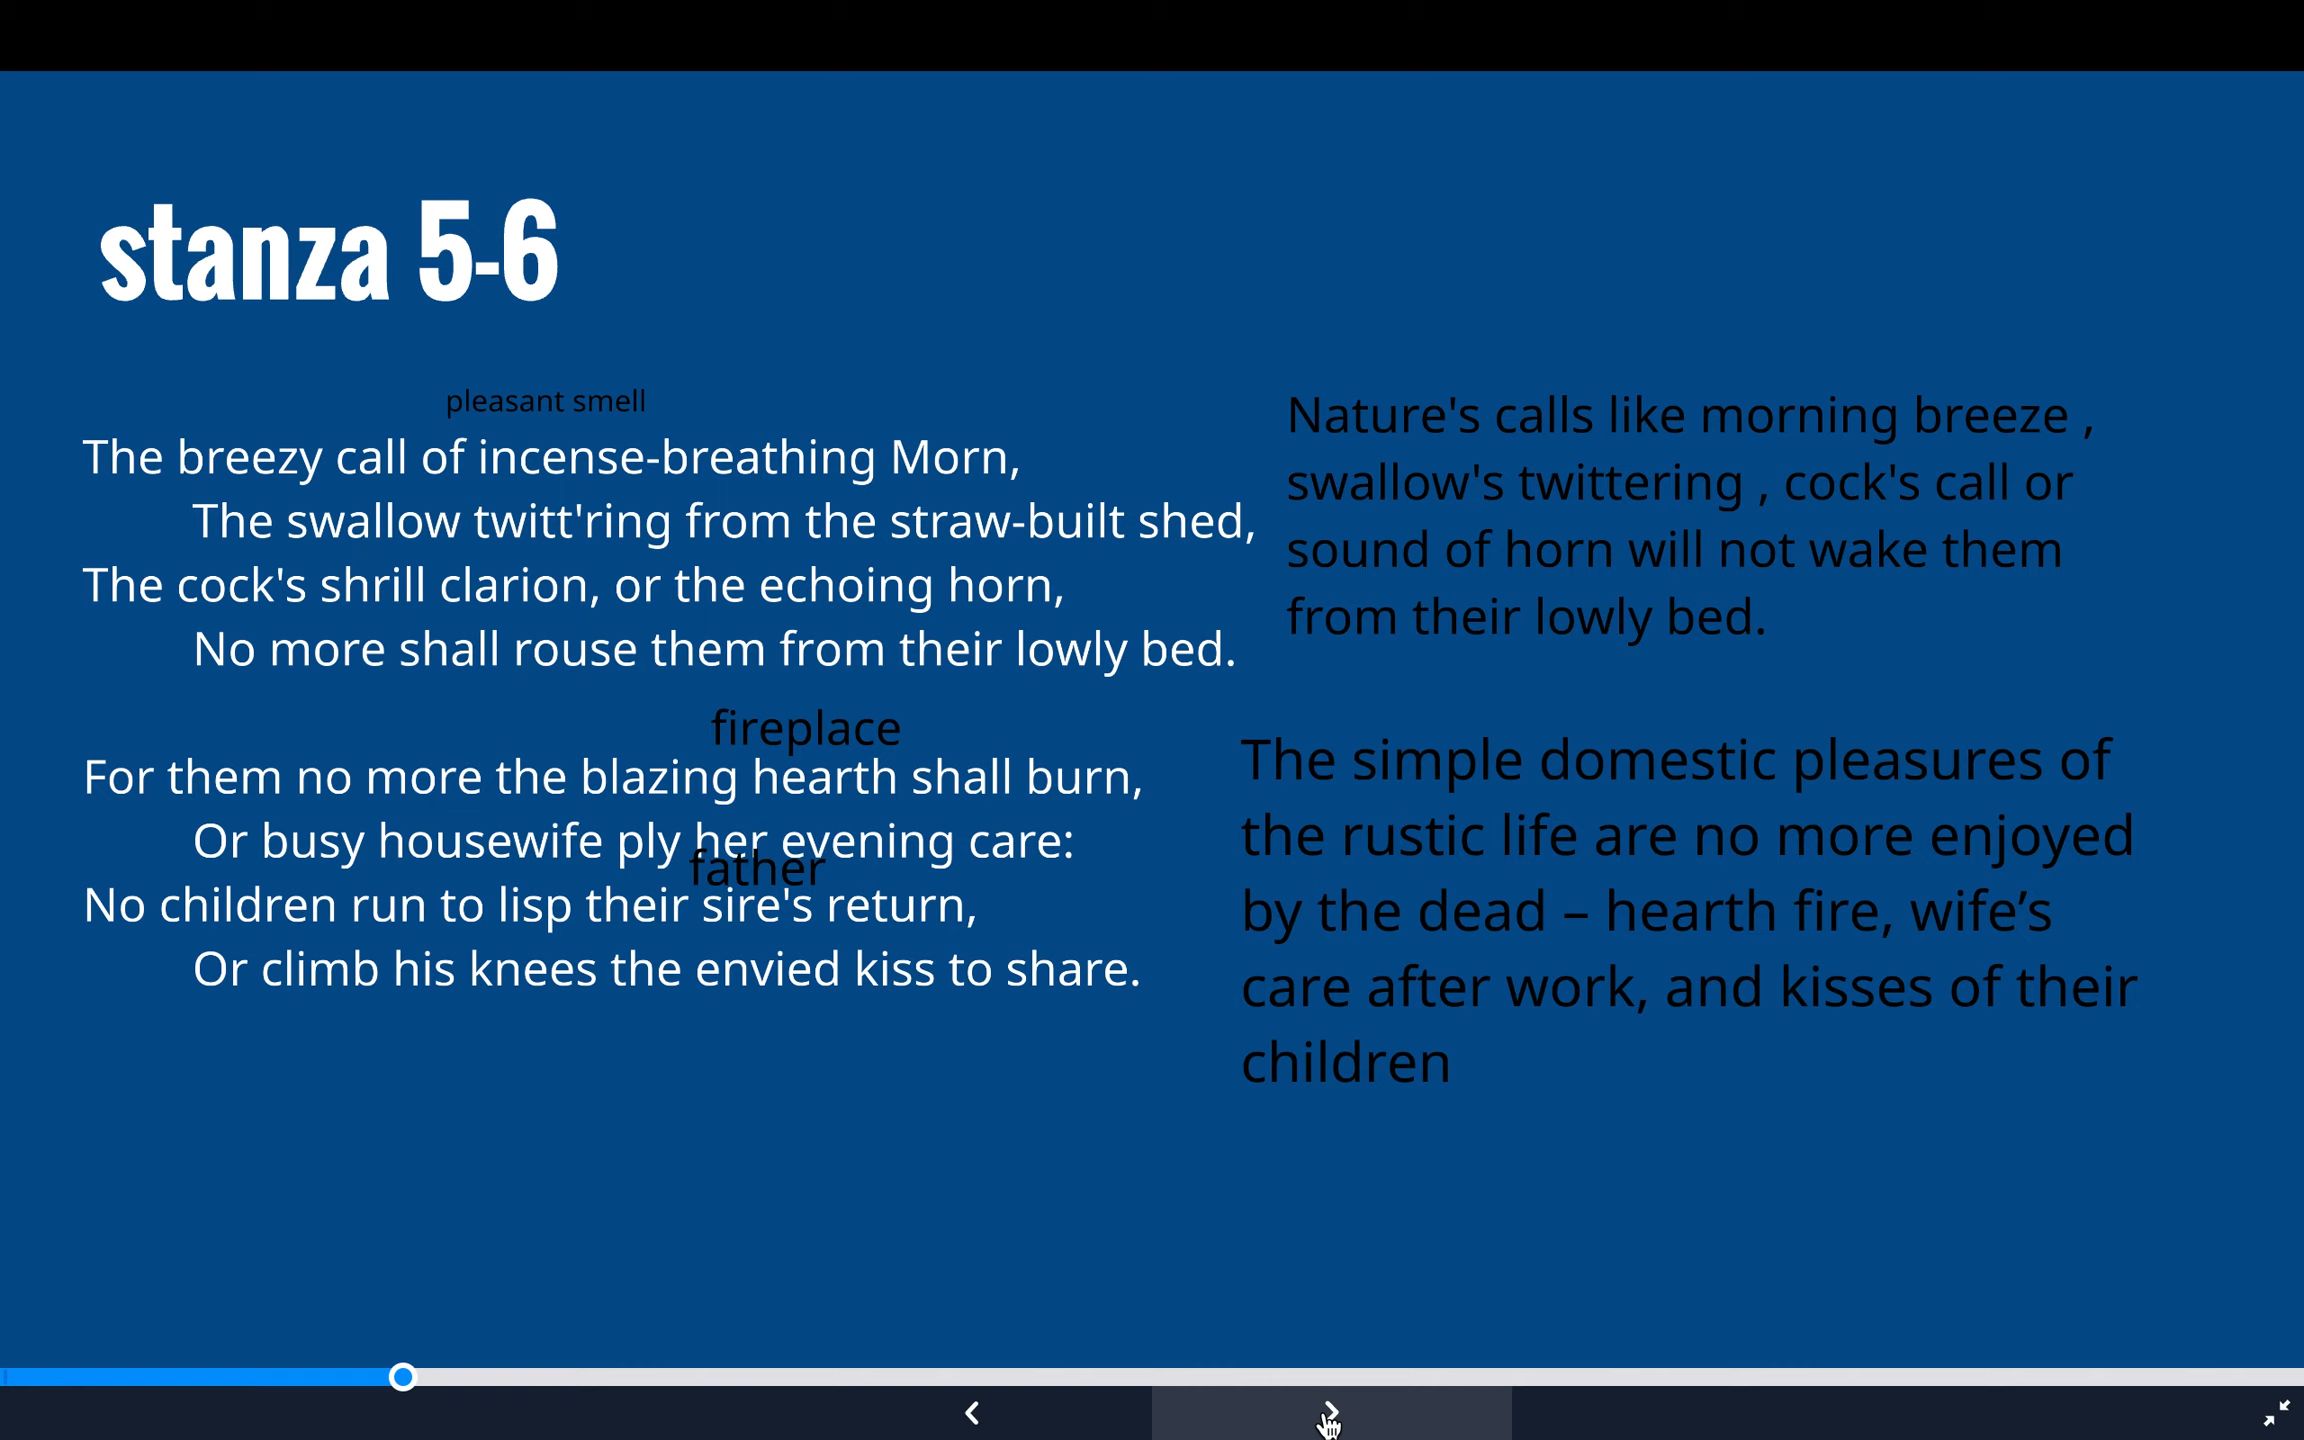 stanza 5-6
pleasant smell
The breezy call of incense-breathing Morn,
The swallow twitt'ring from the straw-built shed,
The cock's shrill clarion, or the echoing horn,
No more shall rouse them from their lowly bed.
fireplace
For them no more the blazing hearth shall burn,
Or busy housewife ply her evening care:
father
No children run to lisp their sire's return,
Or climb his knees the envied kiss to share.
Nature's calls like morning breeze ,
swallow's twittering , cock's call or
sound of horn will not wake them
from their lowly bed.
The simple domestic pleasures of
the rustic life are no more enjoyed
by the dead – hearth fire, wife’s
care after work, and kisses of their
children